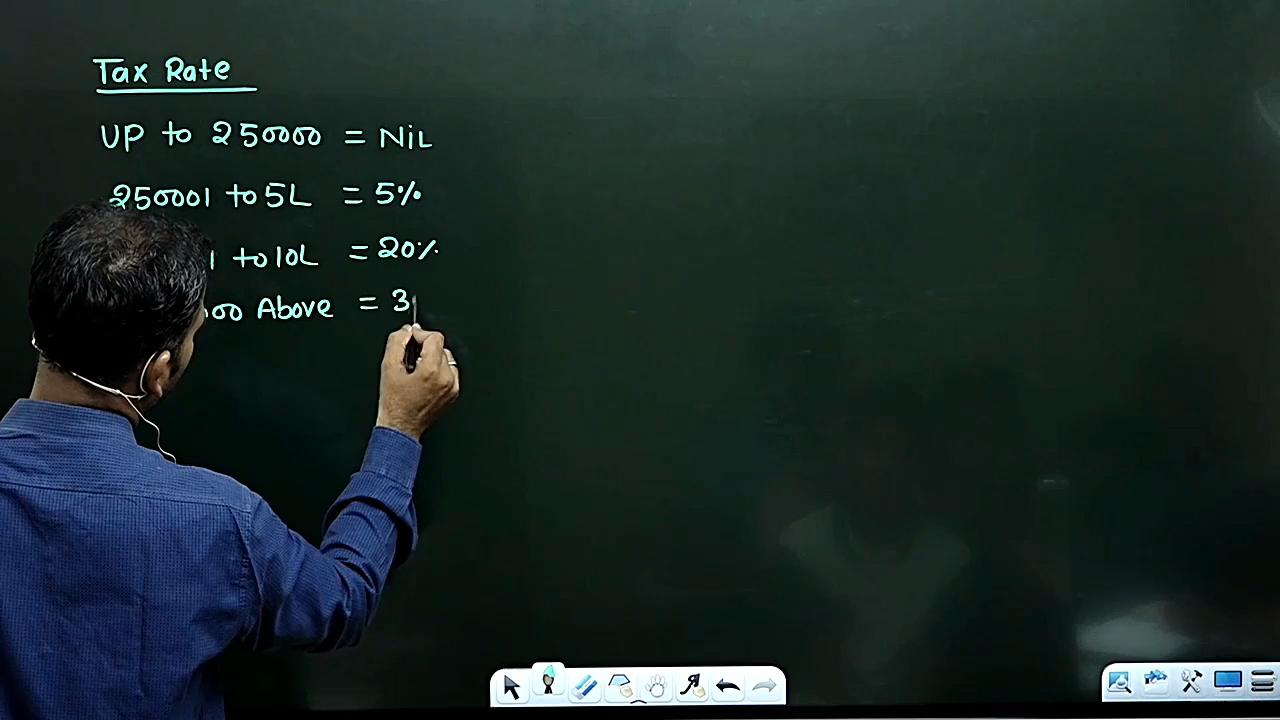 Tax Rate
UP to 250000 = NiL
250001 to 5L = 5%
to 10L = 20%
Above = 3